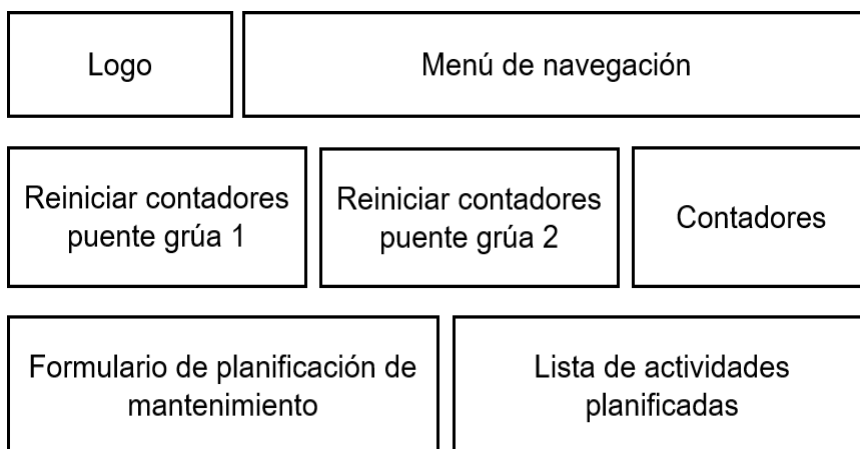 Logo
Menú de navegación
Reiniciar contadores
puente grúa 1
Reiniciar contadores
puente grúa 2
Contadores
Formulario de planificación de
mantenimiento
Lista de actividades
planificadas